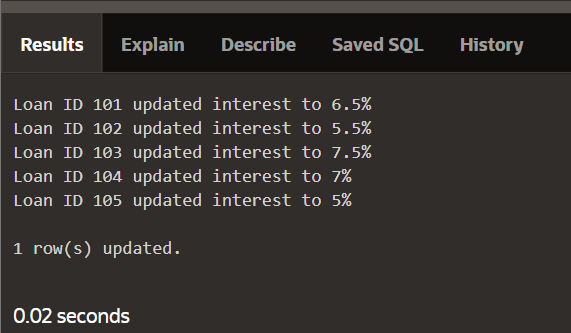 Results Explain Describe Saved SQL History
Loan ID 101 updated interest to 6.5%
Loan ID 102 updated interest to 5.5%
Loan ID 103 updated interest to 7.5%
Loan ID 104 updated interest to 7%
Loan ID 105 updated interest to 5%
1 row(s) updated.
0.02 seconds